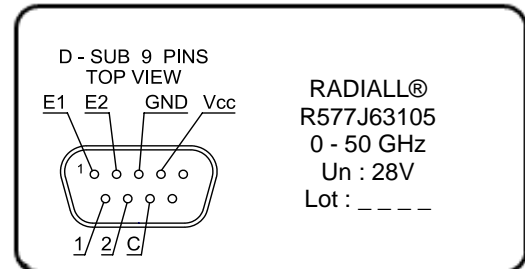 D - SUB 9 PINS
TOP VIEW
E1 E2 GND Vcc
1
1 2 C
RADIALL®
R577J63105
0 - 50 GHz
Un : 28V
Lot : _ _ _ _